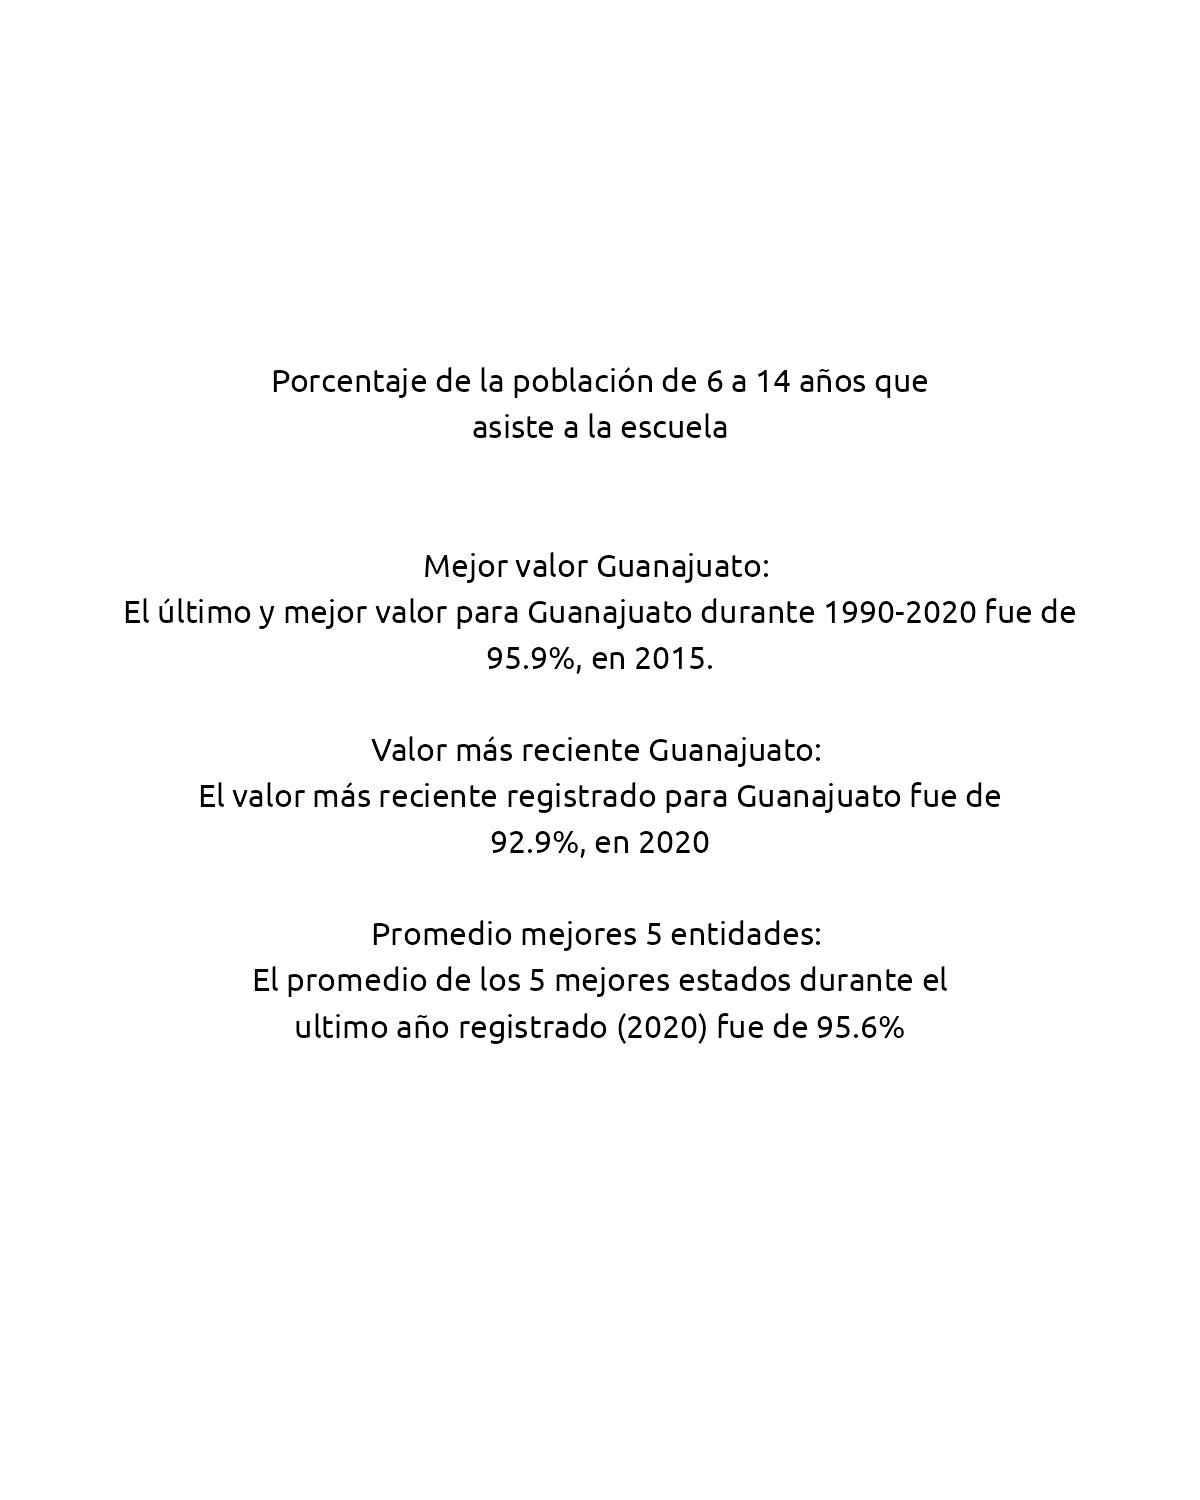 Porcentaje de la población de 6 a 14 años que
asiste a la escuela
Mejor valor Guanajuato:
El último y mejor valor para Guanajuato durante 1990-2020 fue de
95.9%, en 2015.
Valor más reciente Guanajuato:
El valor más reciente registrado para Guanajuato fue de
92.9%, en 2020
Promedio mejores 5 entidades:
El promedio de los 5 mejores estados durante el
ultimo año registrado (2020) fue de 95.6%